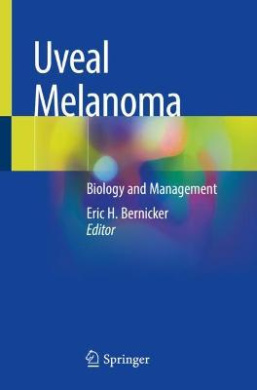 Uveal
Melanoma
Biology and Management
Eric H. Bernicker
Editor
Springer